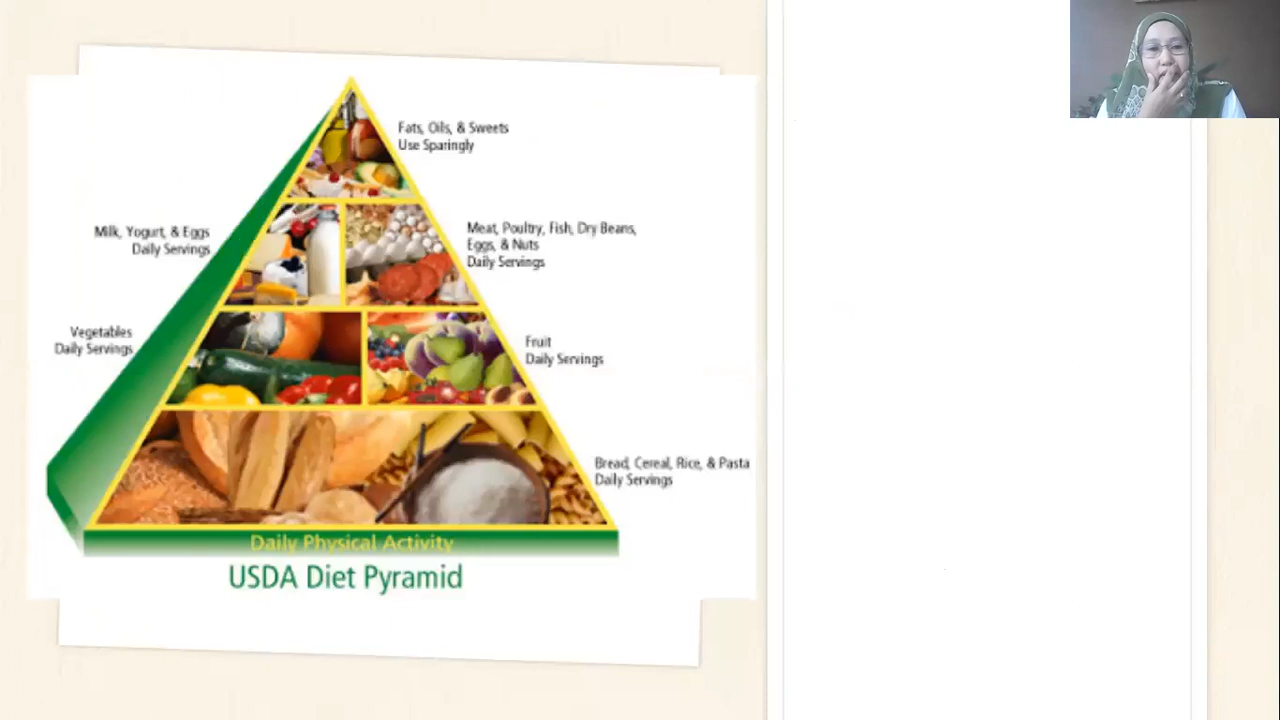 Fats, Oils, & Sweets
Use Sparingly
Milk, Yogurt, & Eggs
Daily Servings
Meat, Poultry, Fish, Dry Beans,
Eggs, & Nuts
Daily Servings
Vegetables
Daily Servings
Fruit
Daily Servings
Bread, Cereal, Rice, & Pasta
Daily Servings
Daily Physical Activity
USDA Diet Pyramid